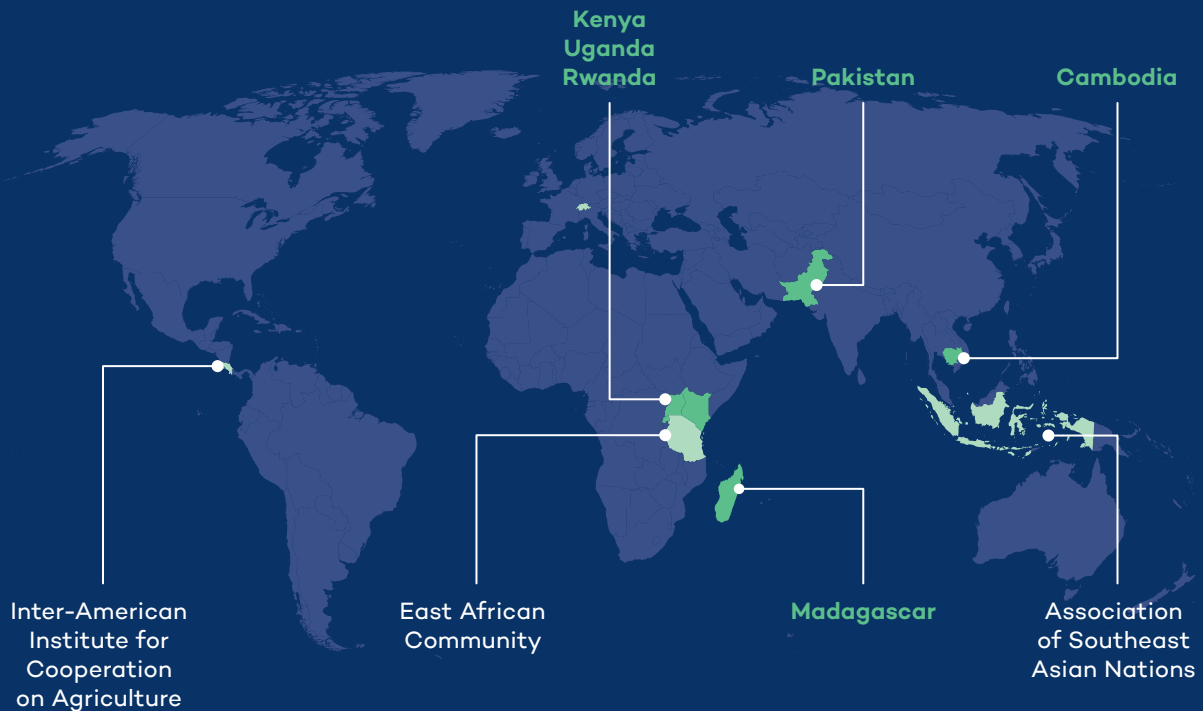 Kenya
Uganda
Rwanda
Pakistan
Cambodia
Inter-American
Institute for
Cooperation
on Agriculture
East African
Community
Madagascar
Association
of Southeast
Asian Nations